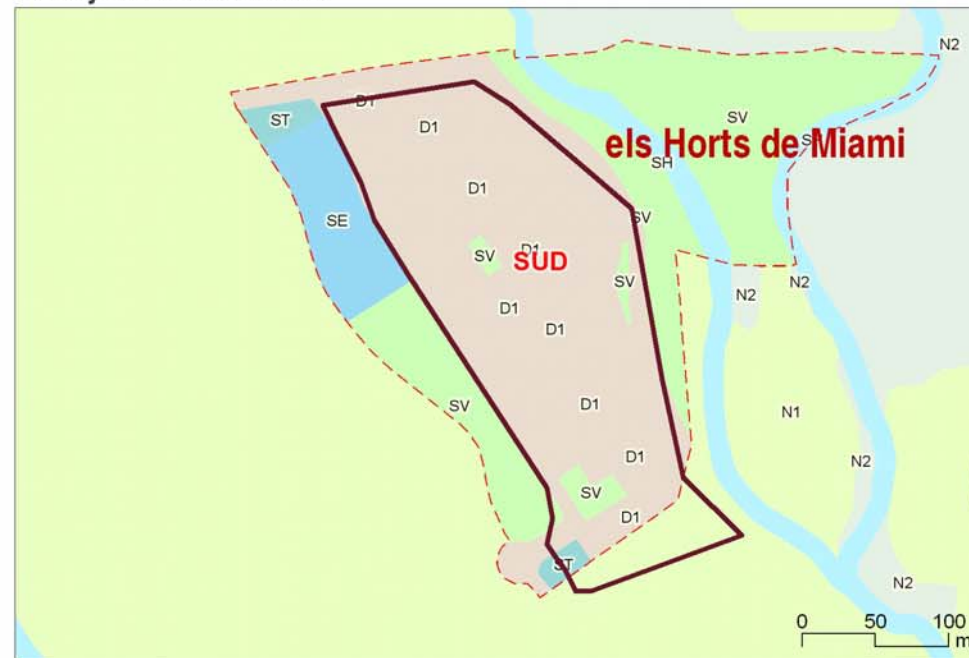 N2
D1
ST
D1
SV
els Horts de Miami
SH
D1
SV
SE
D1
SV
SUD
SV
N2
N2
D1
D1
SV
D1
N1
D1
N2
SV
D1
ST
N2
0 50 100
m